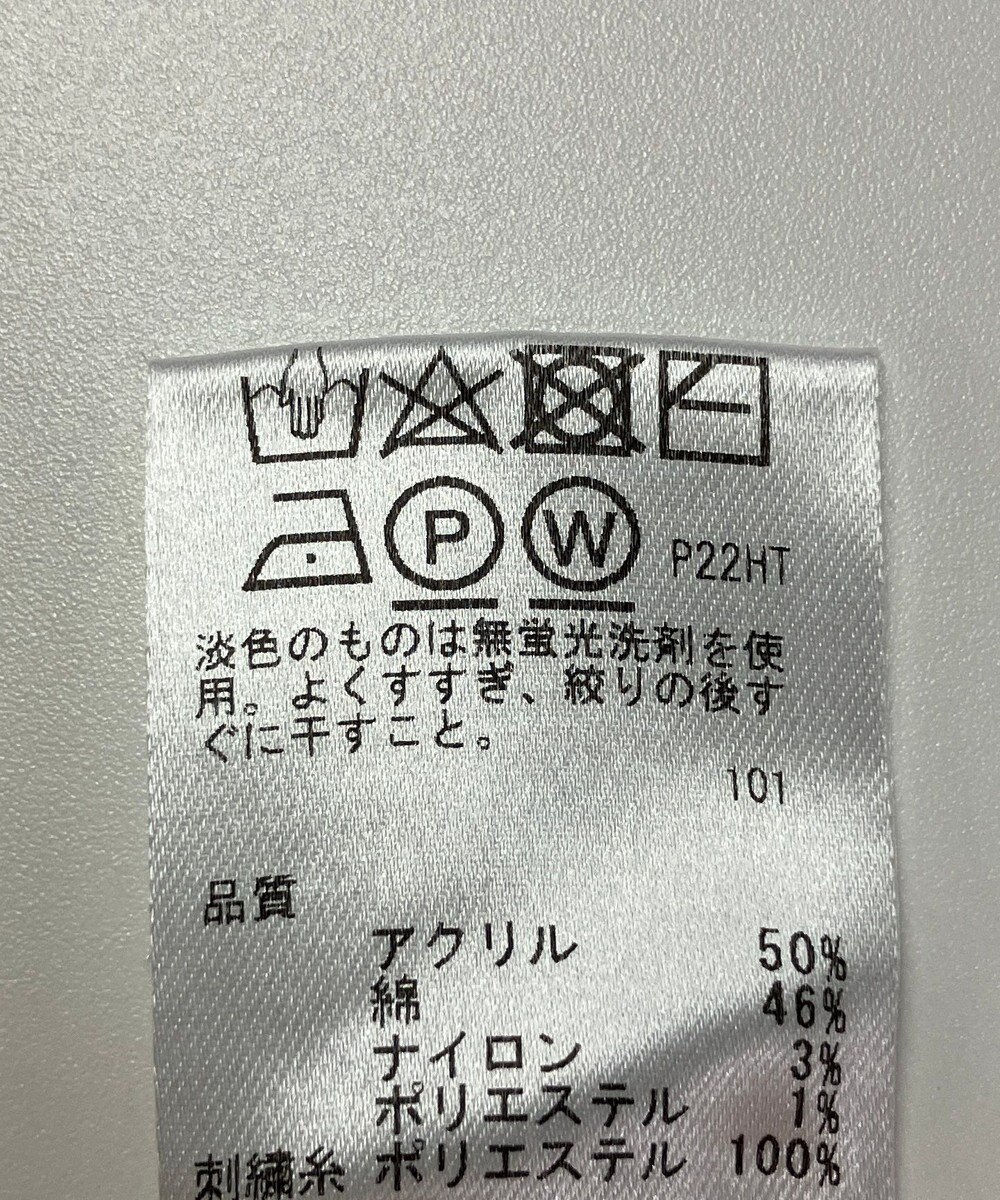 P W P22HT
淡色のものは無蛍光洗剤を使
用。よくすすぎ、絞りの後す
ぐに干すこと。
101
品質
アクリル 50%
綿 46%
ナイロン 3%
ポリエステル 1%
刺繍糸 ポリエステル 100%